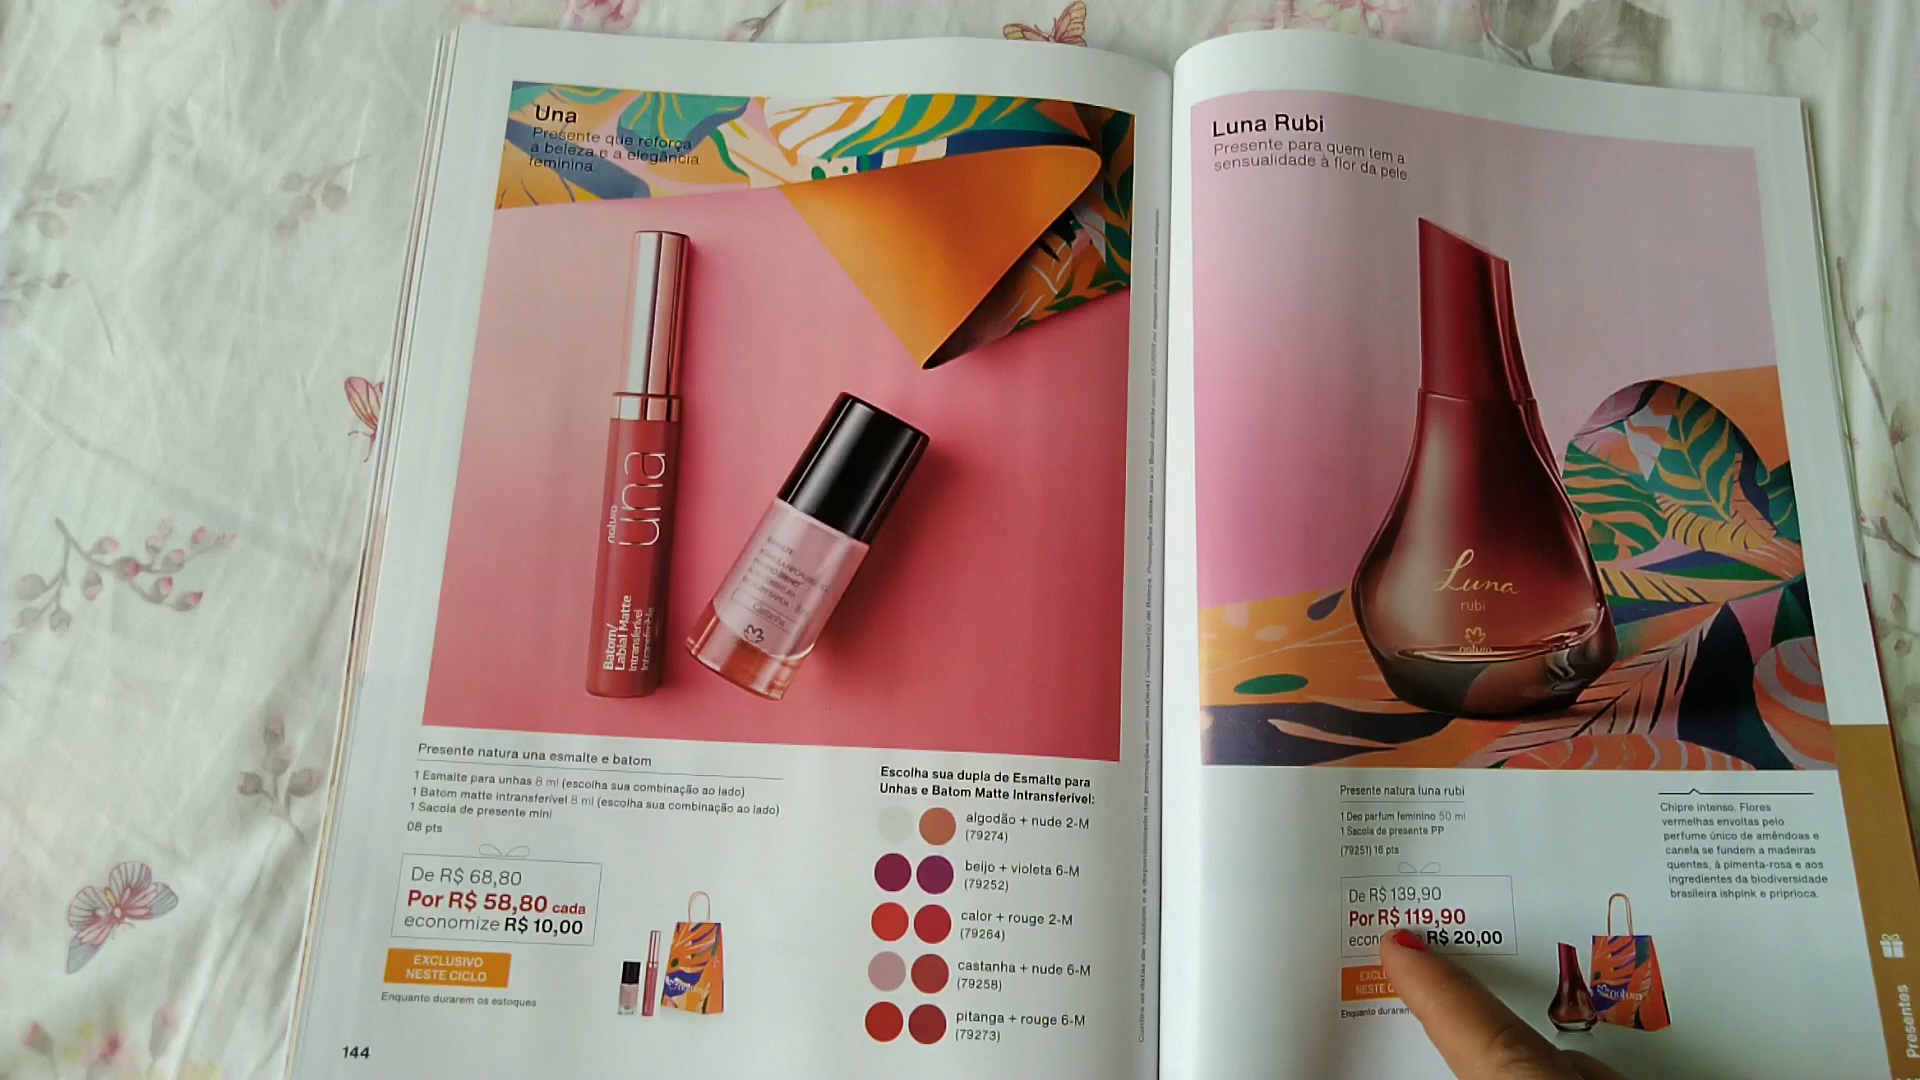 Una
Presente que reforça
a beleza e a elegância
feminina.
natura
una
Batom/
Labial Matte
Intransferível
Intransferible
ESMALTE
Castanha
Presente natura una esmalte e batom
1 Esmalte para unhas 8 ml (escolha sua combinação ao lado)
1 Batom matte intransferível 8 ml (escolha sua combinação ao lado)
1 Sacola de presente mini
08 pts
De R$ 68,80
Por R$ 58,80 cada
economize R$ 10,00
EXCLUSIVO
NESTE CICLO
Enquanto durarem os estoques
144
Escolha sua dupla de Esmalte para
Unhas e Batom Matte Intransferível:
algodão + nude 2-M
(79274)
beijo + violeta 6-M
(79252)
calor + rouge 2-M
(79264)
castanha + nude 6-M
(79258)
pitanga + rouge 6-M
(79273)
Luna Rubi
Presente para quem tem a
sensualidade à flor da pele.
Luna
rubi
natura
Presente natura luna rubi
1 Deo parfum feminino 50 ml
1 Sacola de presente PP
(79251) 16 pts
De R$ 139,90
Por R$ 119,90
R$ 20,00
Chipre intenso. Flores
vermelhas envoltas pelo
perfume único de amêndoas e
canela se fundem a madeiras
quentes, à pimenta-rosa e aos
ingredientes da biodiversidade
brasileira ishpink e priprioca.
natura
Presentes